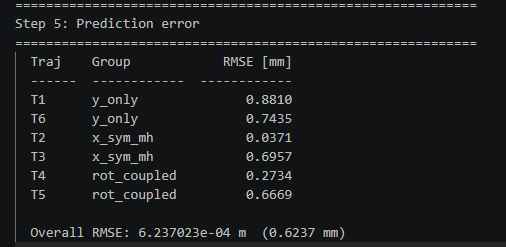 ============================================================
Step 5: Prediction error
============================================================
Traj    Group            RMSE [mm]
------  ------------  ------------
T1      y_only              0.8810
T6      y_only              0.7435
T2      x_sym_mh            0.0371
T3      x_sym_mh            0.6957
T4      rot_coupled         0.2734
T5      rot_coupled         0.6669
Overall RMSE: 6.237023e-04 m  (0.6237 mm)